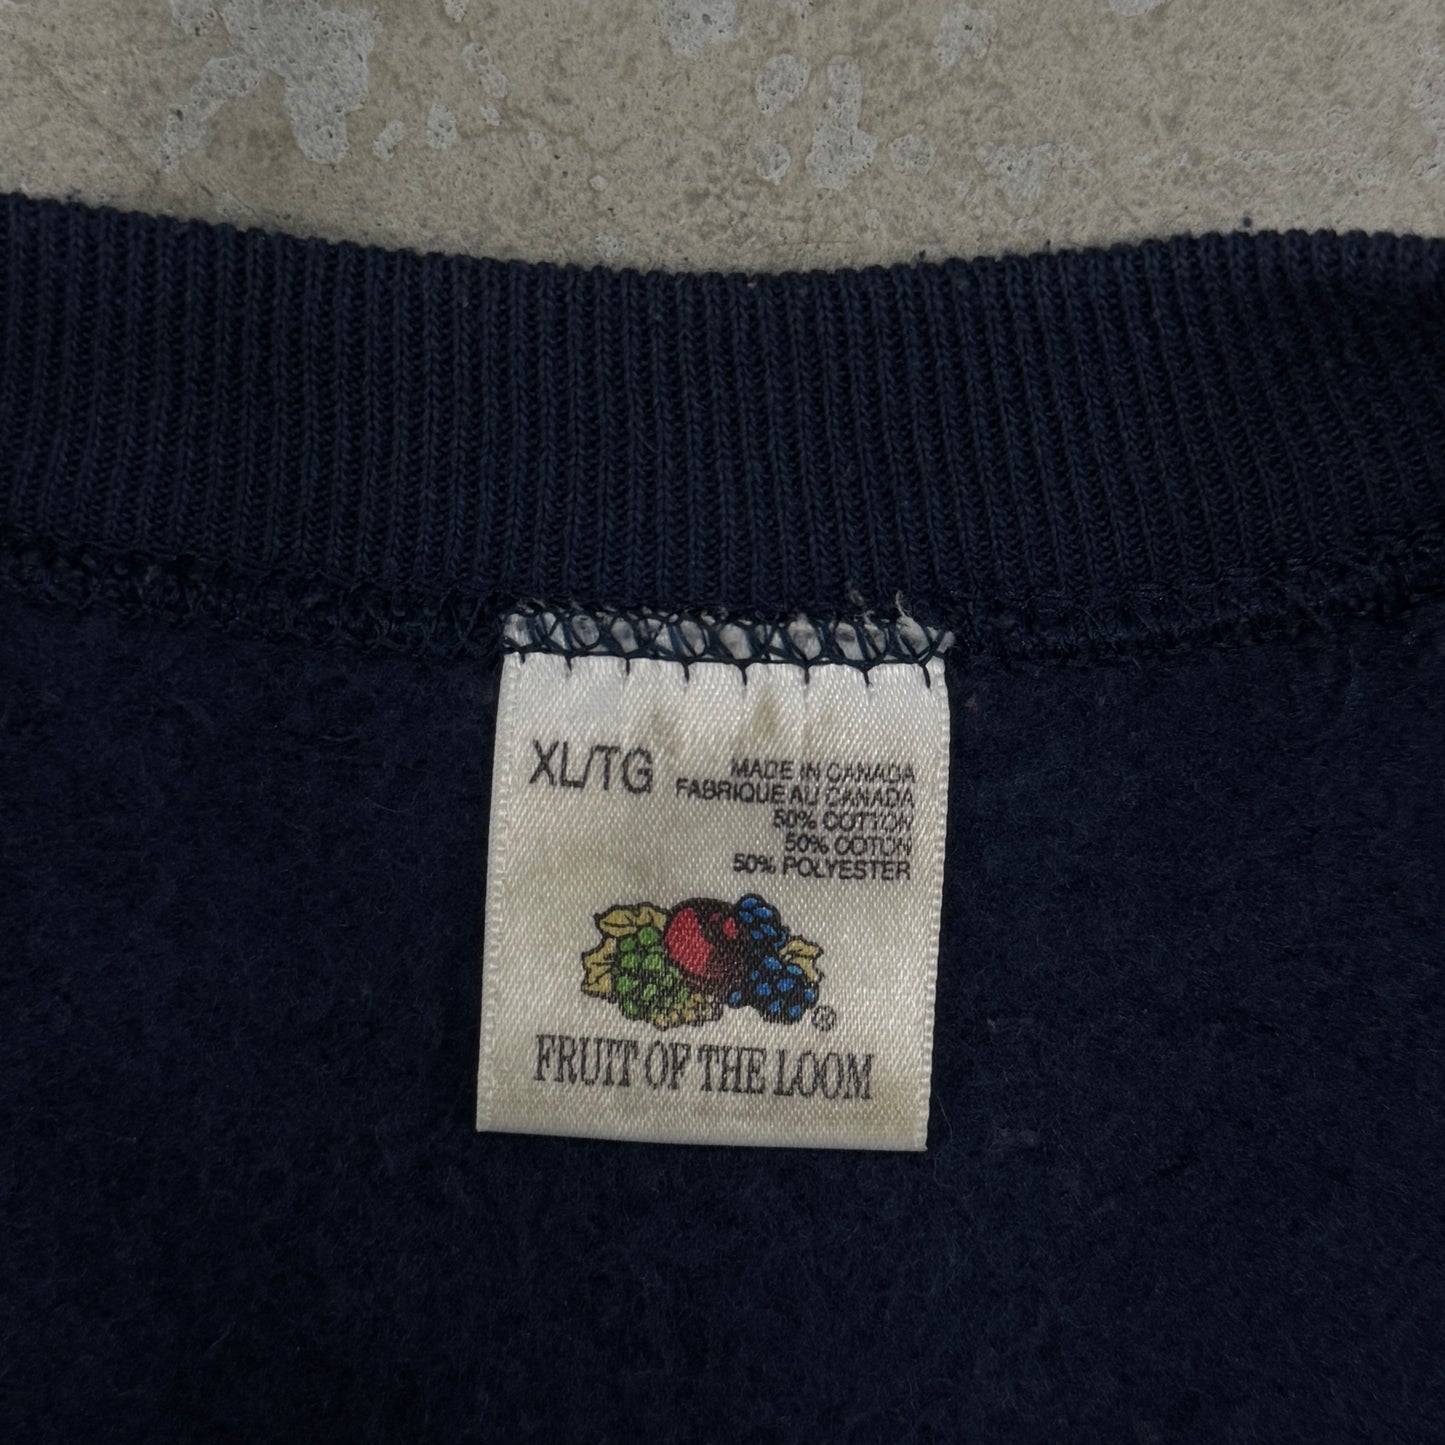 XL/TG
MADE IN CANADA
FABRIQUE AU CANADA
50% COTTON
50% COTON
50% POLYESTER
®
FRUIT OF THE LOOM